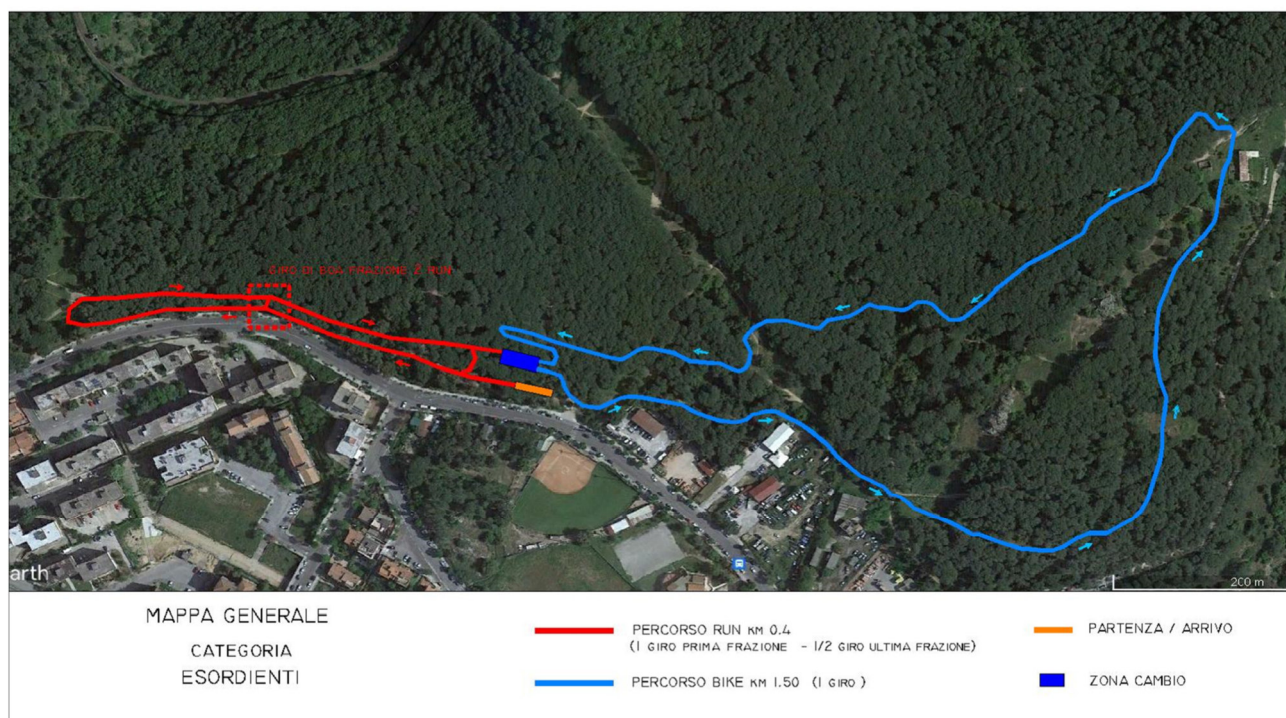 GIRO DI BOA FRAZIONE 2 RUN
arth
200 m
MAPPA GENERALE
CATEGORIA
ESORDIENTI
PERCORSO RUN KM 0.4
(1 GIRO PRIMA FRAZIONE - 1/2 GIRO ULTIMA FRAZIONE)
PERCORSO BIKE KM 1.50 (1 GIRO)
PARTENZA / ARRIVO
ZONA CAMBIO